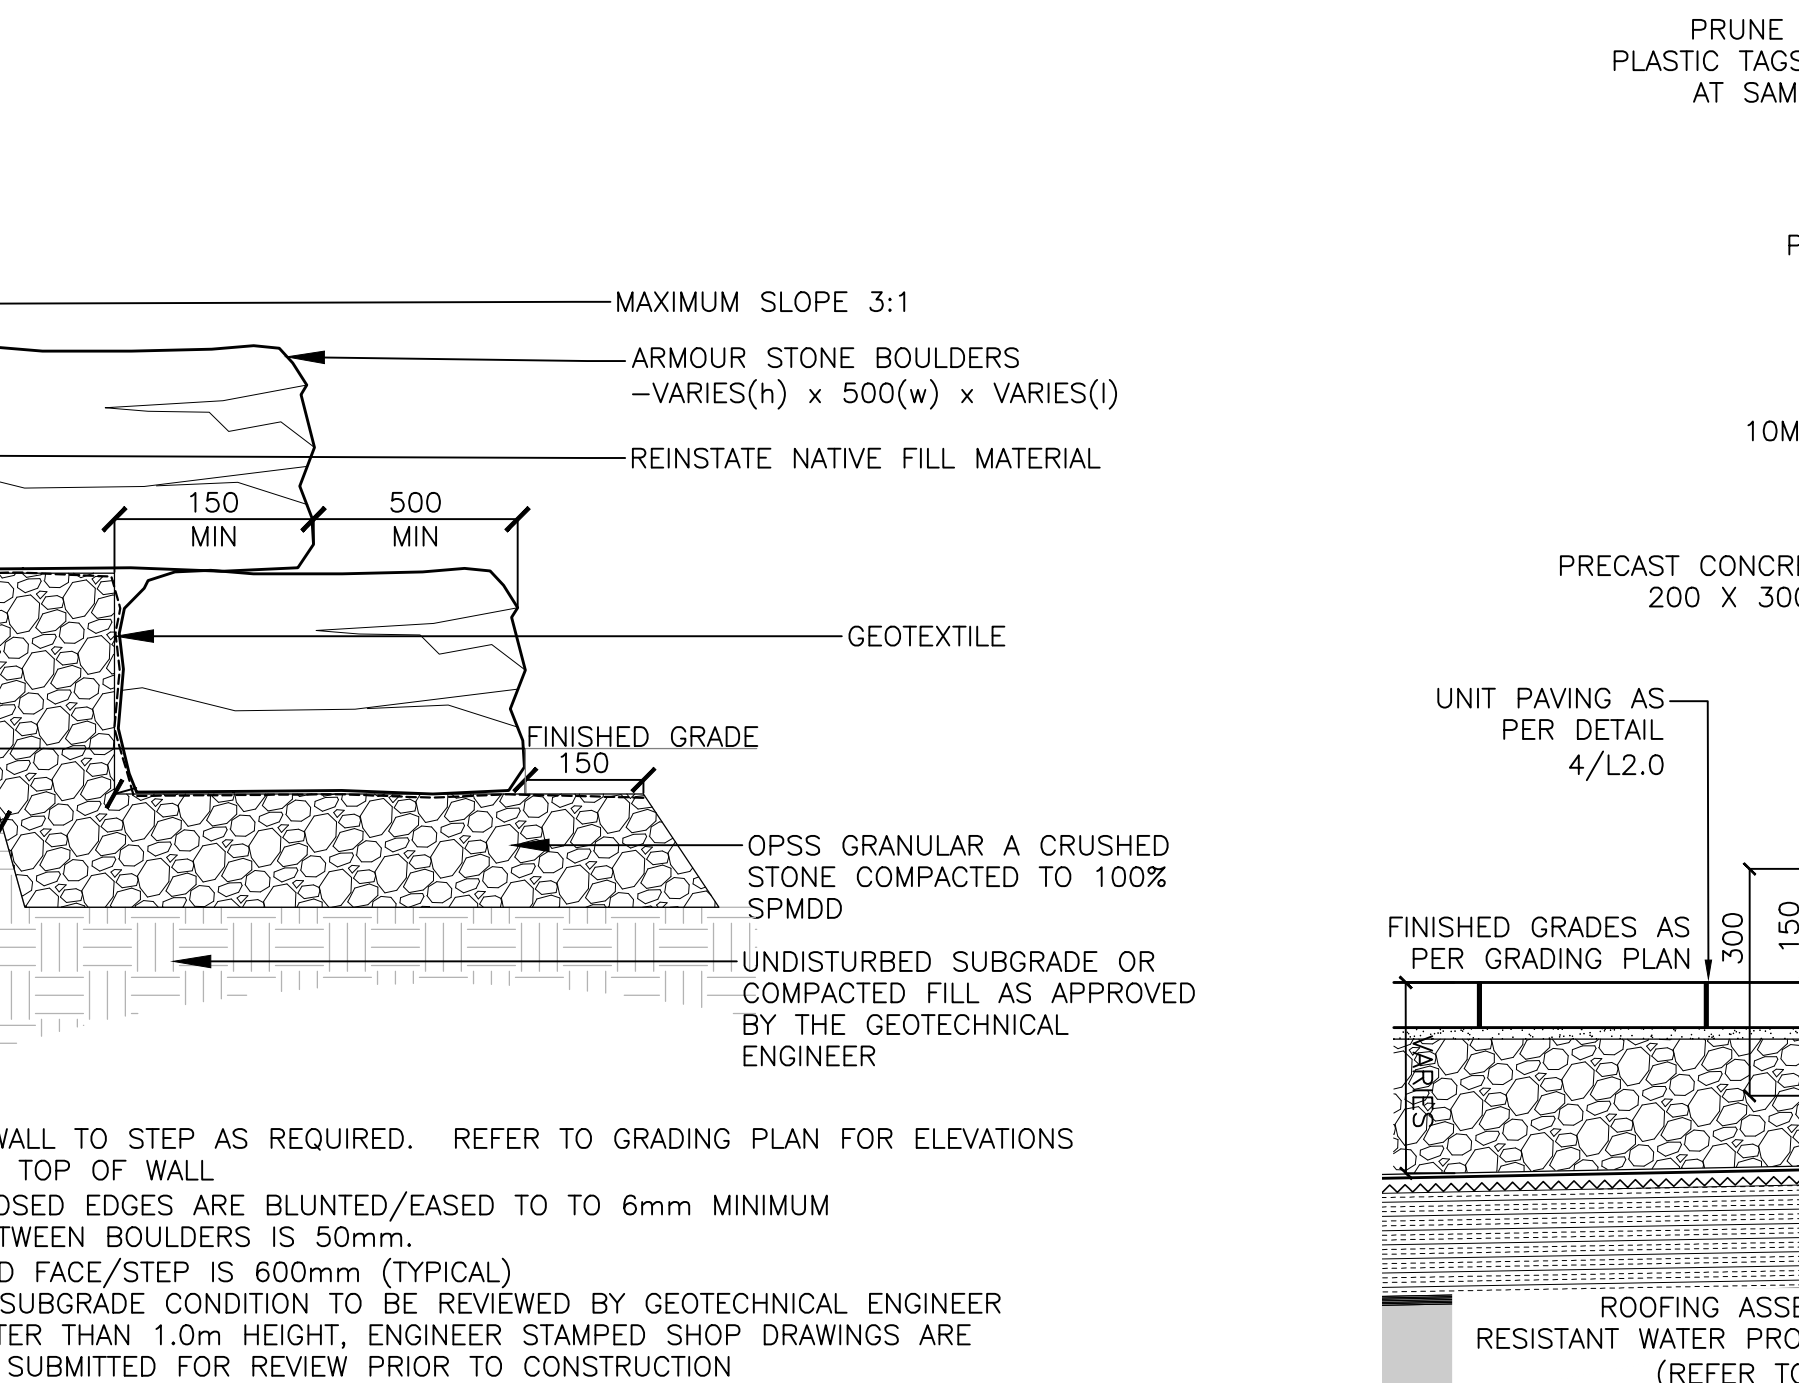 MAXIMUM SLOPE 3:1
ARMOUR STONE BOULDERS
-VARIES(h) x 500(w) x VARIES(l)
REINSTATE NATIVE FILL MATERIAL
150
MIN
500
MIN
GEOTEXTILE
FINISHED GRADE
150
OPSS GRANULAR A CRUSHED
STONE COMPACTED TO 100%
SPMDD
UNDISTURBED SUBGRADE OR
COMPACTED FILL AS APPROVED
BY THE GEOTECHNICAL
ENGINEER
WALL TO STEP AS REQUIRED. REFER TO GRADING PLAN FOR ELEVATIONS
TOP OF WALL
OSED EDGES ARE BLUNTED/EASED TO TO 6mm MINIMUM
TWEEN BOULDERS IS 50mm.
D FACE/STEP IS 600mm (TYPICAL)
SUBGRADE CONDITION TO BE REVIEWED BY GEOTECHNICAL ENGINEER
TER THAN 1.0m HEIGHT, ENGINEER STAMPED SHOP DRAWINGS ARE
SUBMITTED FOR REVIEW PRIOR TO CONSTRUCTION
PRUNE
PLASTIC TAGS
AT SAM
P
10M
PRECAST CONCRE
200 X 300
UNIT PAVING AS
PER DETAIL
4/L2.0
FINISHED GRADES AS
PER GRADING PLAN
300
150
VARIES
ROOFING ASSE
RESISTANT WATER PRO
(REFER TO